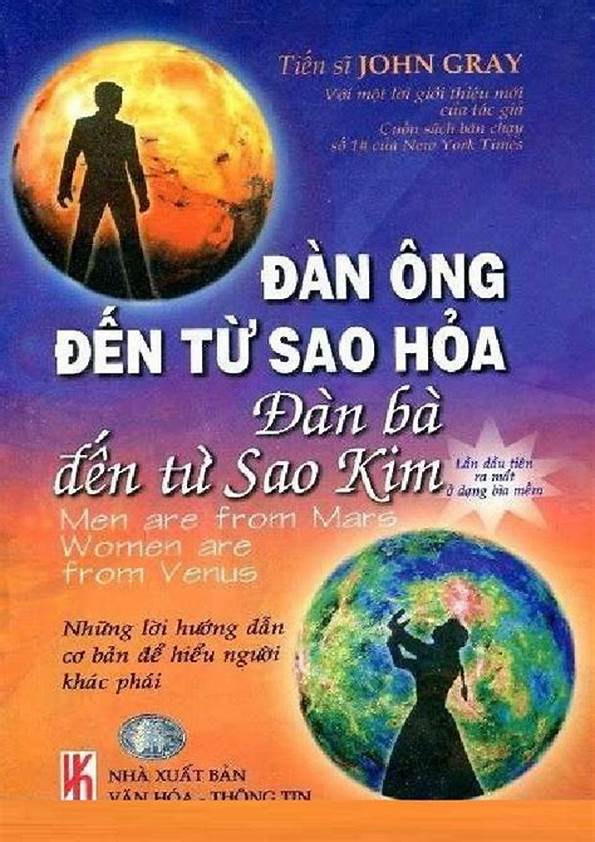 Tiến sĩ JOHN GRAY
Với một lời giới thiệu mới
của tác giả
Cuốn sách bán chạy
số 1# của New York Times
ĐÀN ÔNG
ĐẾN TỪ SAO HỎA
Đàn bà
đến từ Sao Kim
Lần đầu tiên
ra mắt
ở dạng bìa mềm
Men are from Mars
Women are
from Venus
Những lời hướng dẫn
cơ bản để hiểu người
khác phái
NHÀ XUẤT BẢN
VĂN HÓA - THÔNG TIN